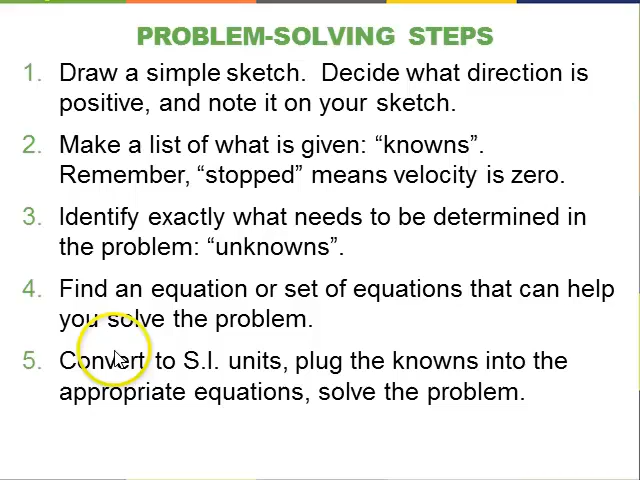 PROBLEM-SOLVING STEPS
1. Draw a simple sketch. Decide what direction is
positive, and note it on your sketch.
2. Make a list of what is given: “knowns”.
Remember, “stopped” means velocity is zero.
3. Identify exactly what needs to be determined in
the problem: “unknowns”.
4. Find an equation or set of equations that can help
you solve the problem.
5. Convert to S.I. units, plug the knowns into the
appropriate equations, solve the problem.